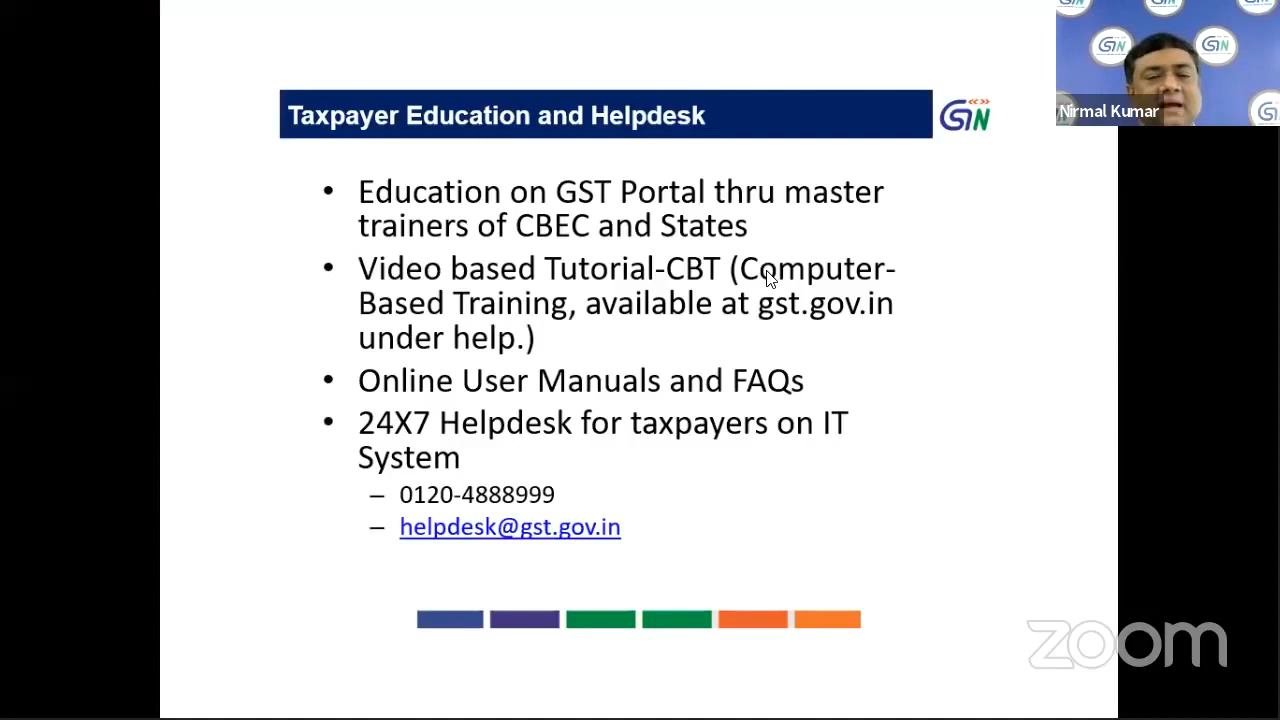 Taxpayer Education and Helpdesk
GSTN
Nirmal Kumar
• Education on GST Portal thru master
trainers of CBEC and States
• Video based Tutorial-CBT (Computer-
Based Training, available at gst.gov.in
under help.)
• Online User Manuals and FAQs
• 24X7 Helpdesk for taxpayers on IT
System
– 0120-4888999
– helpdesk@gst.gov.in
zoom